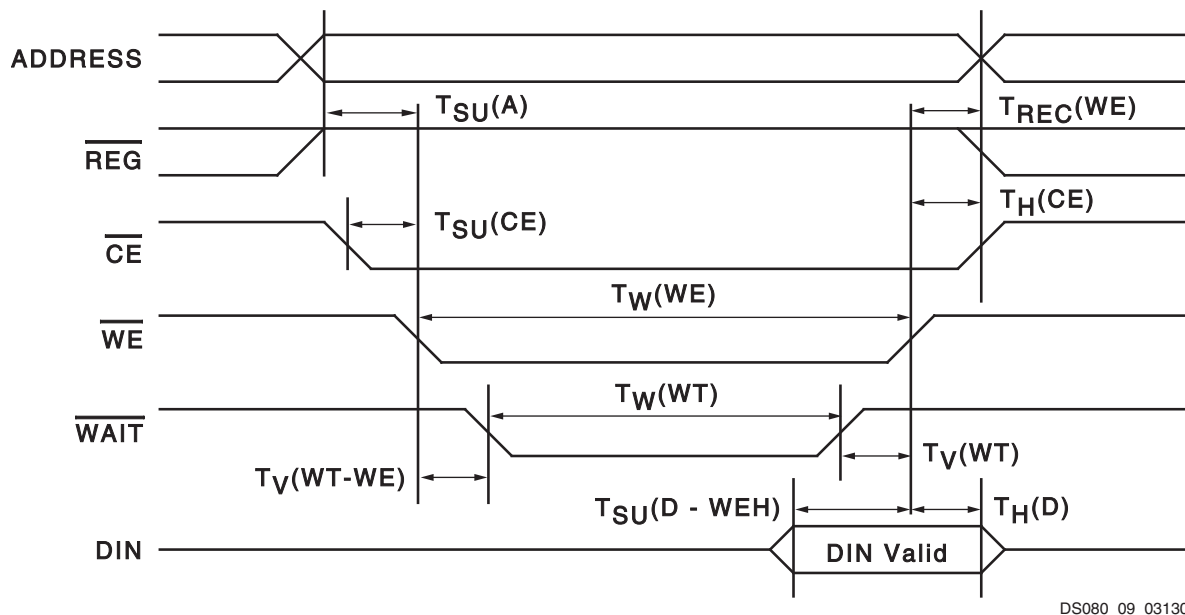 ADDRESS
TSU(A)
TREC(WE)
REG
TH(CE)
TSU(CE)
CE
TW(WE)
WE
TW(WT)
WAIT
TV(WT)
TV(WT-WE)
TSU(D - WEH)
TH(D)
DIN
DIN Valid
DS080_09_03130